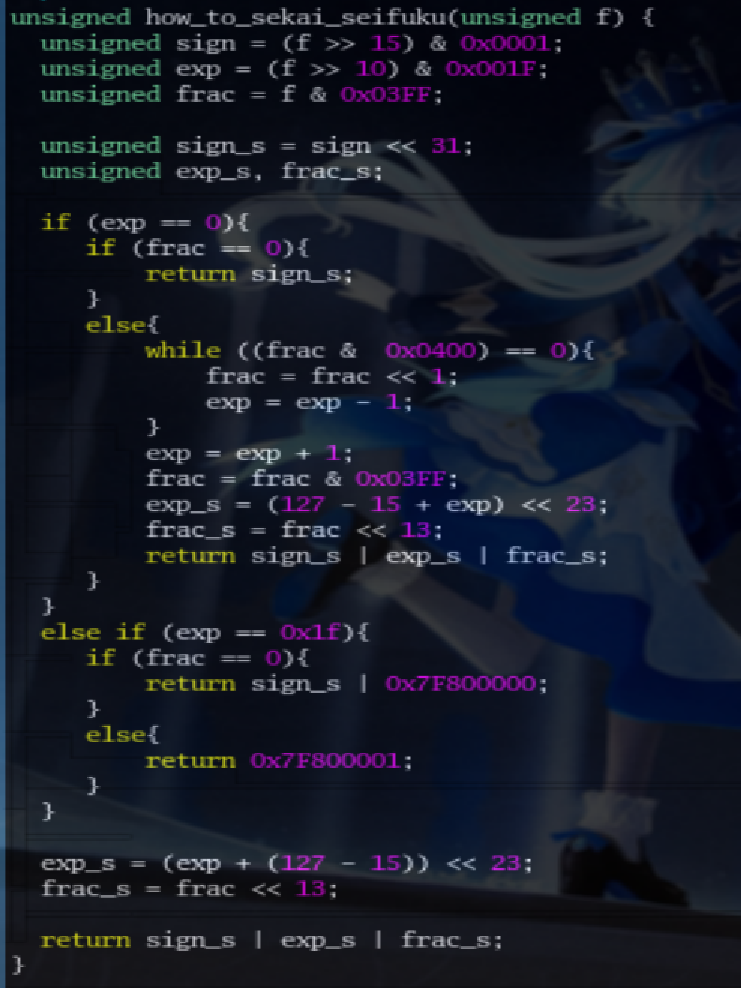 unsigned how_to_sekai_seifuku(unsigned f) {
  unsigned sign = (f >> 15) & 0x0001;
  unsigned exp = (f >> 10) & 0x001F;
  unsigned frac = f & 0x03FF;

  unsigned sign_s = sign << 31;
  unsigned exp_s, frac_s;

  if (exp == 0){
     if (frac == 0){
         return sign_s;
     }
     else{
         while ((frac &  0x0400) == 0){
             frac = frac << 1;
             exp = exp - 1;
         }
         exp = exp + 1;
         frac = frac & 0x03FF;
         exp_s = (127 - 15 + exp) << 23;
         frac_s = frac << 13;
         return sign_s | exp_s | frac_s;
     }
  }
  else if (exp == 0x1f){
     if (frac == 0){
         return sign_s | 0x7F800000;
     }
     else{
         return 0x7F800001;
     }
  }

  exp_s = (exp + (127 - 15)) << 23;
  frac_s = frac << 13;

  return sign_s | exp_s | frac_s;
}